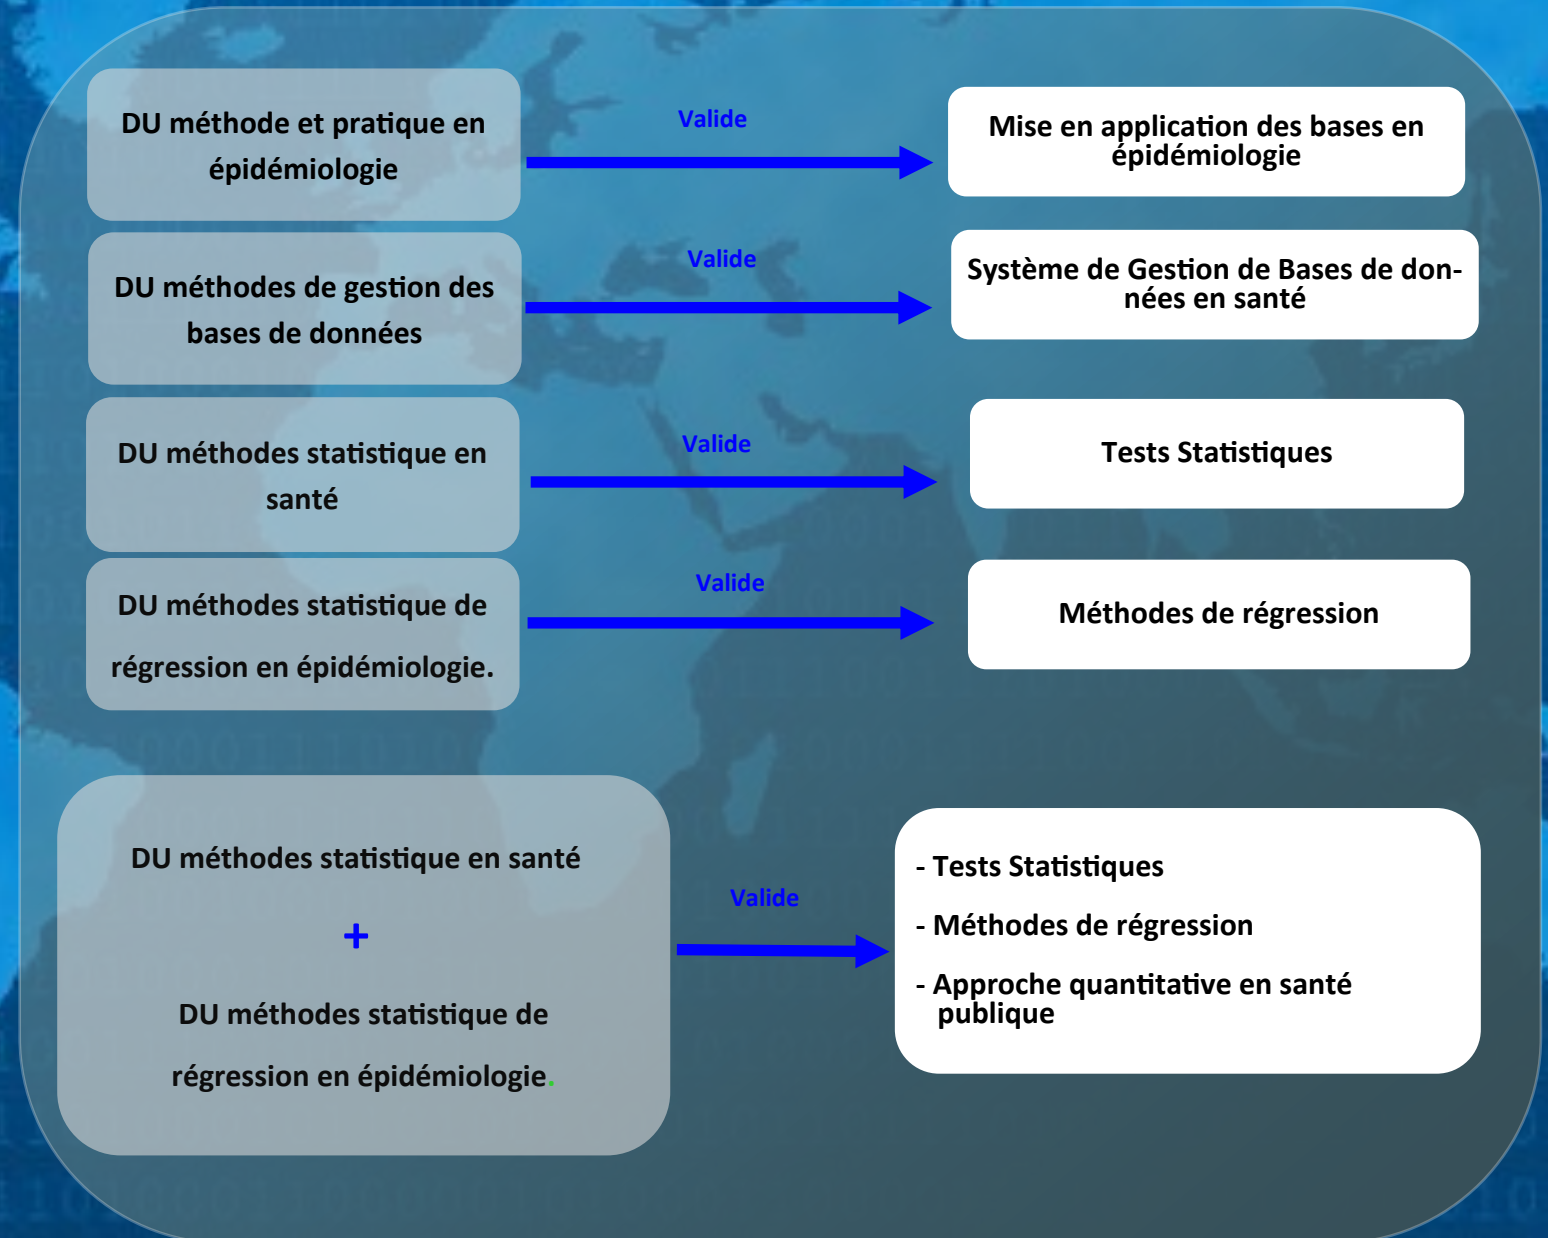 DU méthode et pratique en
épidémiologie
Valide
Mise en application des bases en
épidémiologie
DU méthodes de gestion des
bases de données
Valide
Système de Gestion de Bases de don-
nées en santé
DU méthodes statistique en
santé
Valide
Tests Statistiques
DU méthodes statistique de
régression en épidémiologie.
Valide
Méthodes de régression
DU méthodes statistique en santé
+
DU méthodes statistique de
régression en épidémiologie.
Valide
- Tests Statistiques
- Méthodes de régression
- Approche quantitative en santé
publique